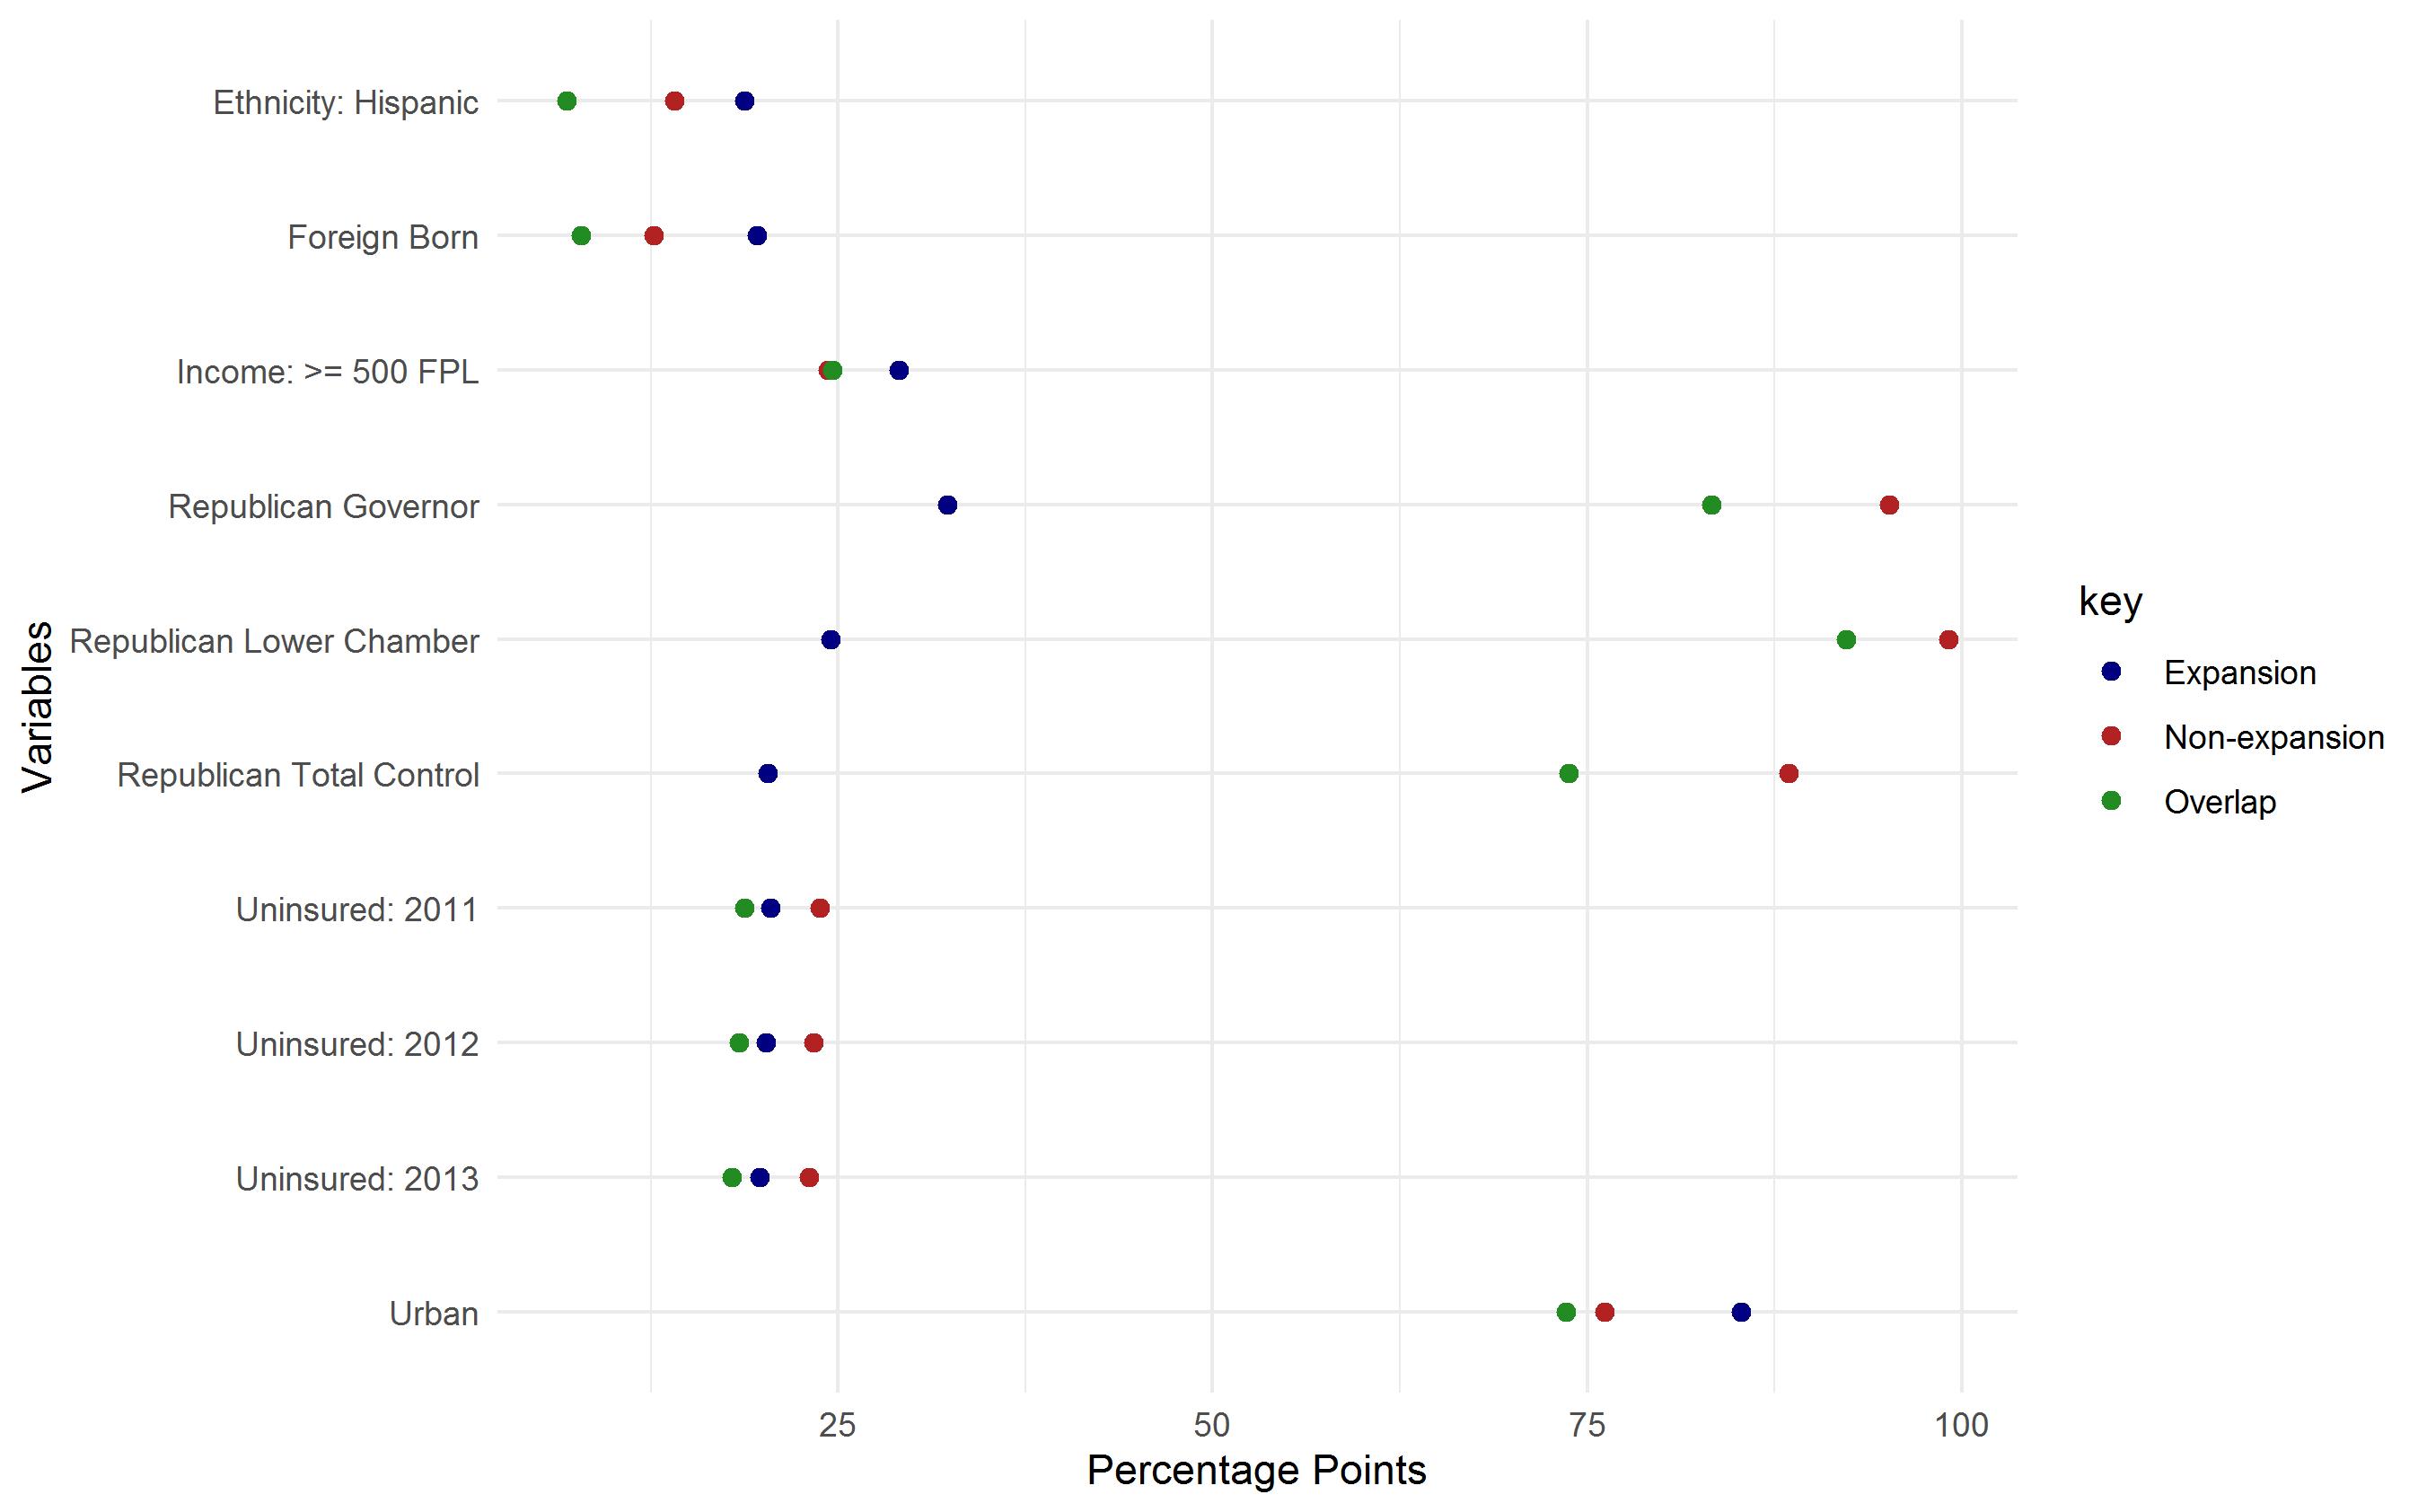 Ethnicity: Hispanic
Foreign Born
Income: >= 500 FPL
Republican Governor
Republican Lower Chamber
Republican Total Control
Uninsured: 2011
Uninsured: 2012
Uninsured: 2013
Urban
Variables
25 50 75 100
Percentage Points
key
Expansion
Non-expansion
Overlap